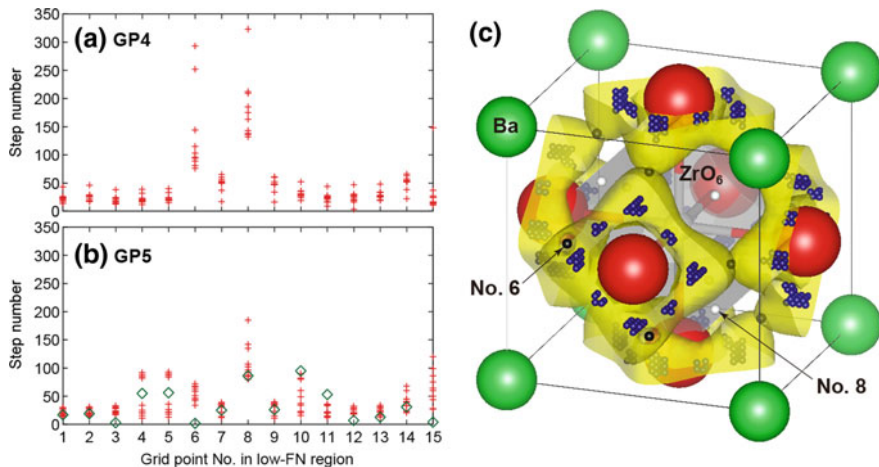 (a) GP4
Step number
350
300
250
200
150
100
50
0
(b) GP5
Step number
350
300
250
200
150
100
50
0
1 2 3 4 5 6 7 8 9 10 11 12 13 14 15
Grid point No. in low-FN region
(c)
Ba
ZrO6
No. 6
No. 8